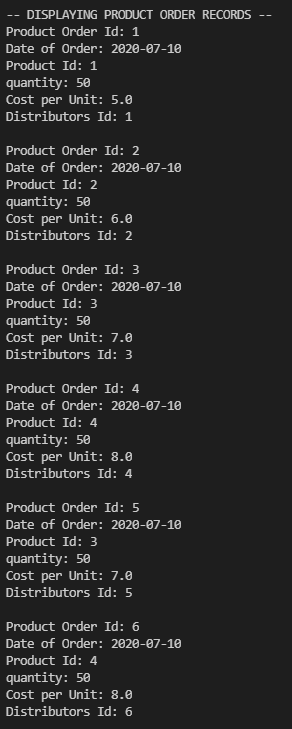 -- DISPLAYING PRODUCT ORDER RECORDS --
Product Order Id: 1
Date of Order: 2020-07-10
Product Id: 1
quantity: 50
Cost per Unit: 5.0
Distributors Id: 1

Product Order Id: 2
Date of Order: 2020-07-10
Product Id: 2
quantity: 50
Cost per Unit: 6.0
Distributors Id: 2

Product Order Id: 3
Date of Order: 2020-07-10
Product Id: 3
quantity: 50
Cost per Unit: 7.0
Distributors Id: 3

Product Order Id: 4
Date of Order: 2020-07-10
Product Id: 4
quantity: 50
Cost per Unit: 8.0
Distributors Id: 4

Product Order Id: 5
Date of Order: 2020-07-10
Product Id: 3
quantity: 50
Cost per Unit: 7.0
Distributors Id: 5

Product Order Id: 6
Date of Order: 2020-07-10
Product Id: 4
quantity: 50
Cost per Unit: 8.0
Distributors Id: 6